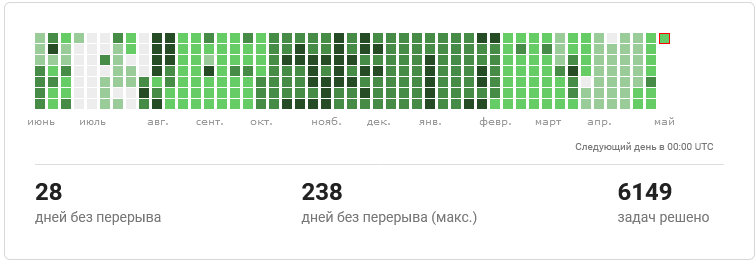 июнь июль авг. сент. окт. нояб. дек. янв. февр. март апр. май
Следующий день в 00:00 UTC
28 238 6149
дней без перерыва дней без перерыва (макс.) задач решено